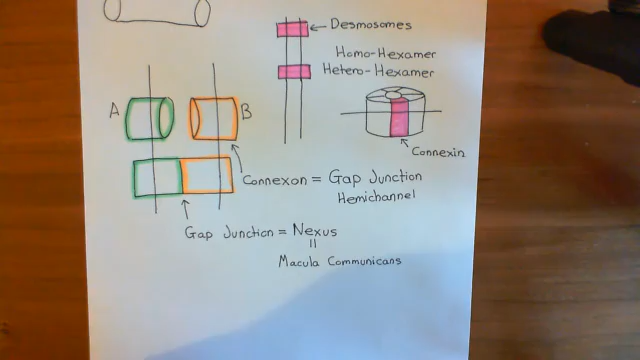 Desmosomes
Homo-Hexamer
Hetero-Hexamer
A
B
Connexin
Connexon = Gap Junction
Hemichannel
Gap Junction = Nexus
=
Macula Communicans